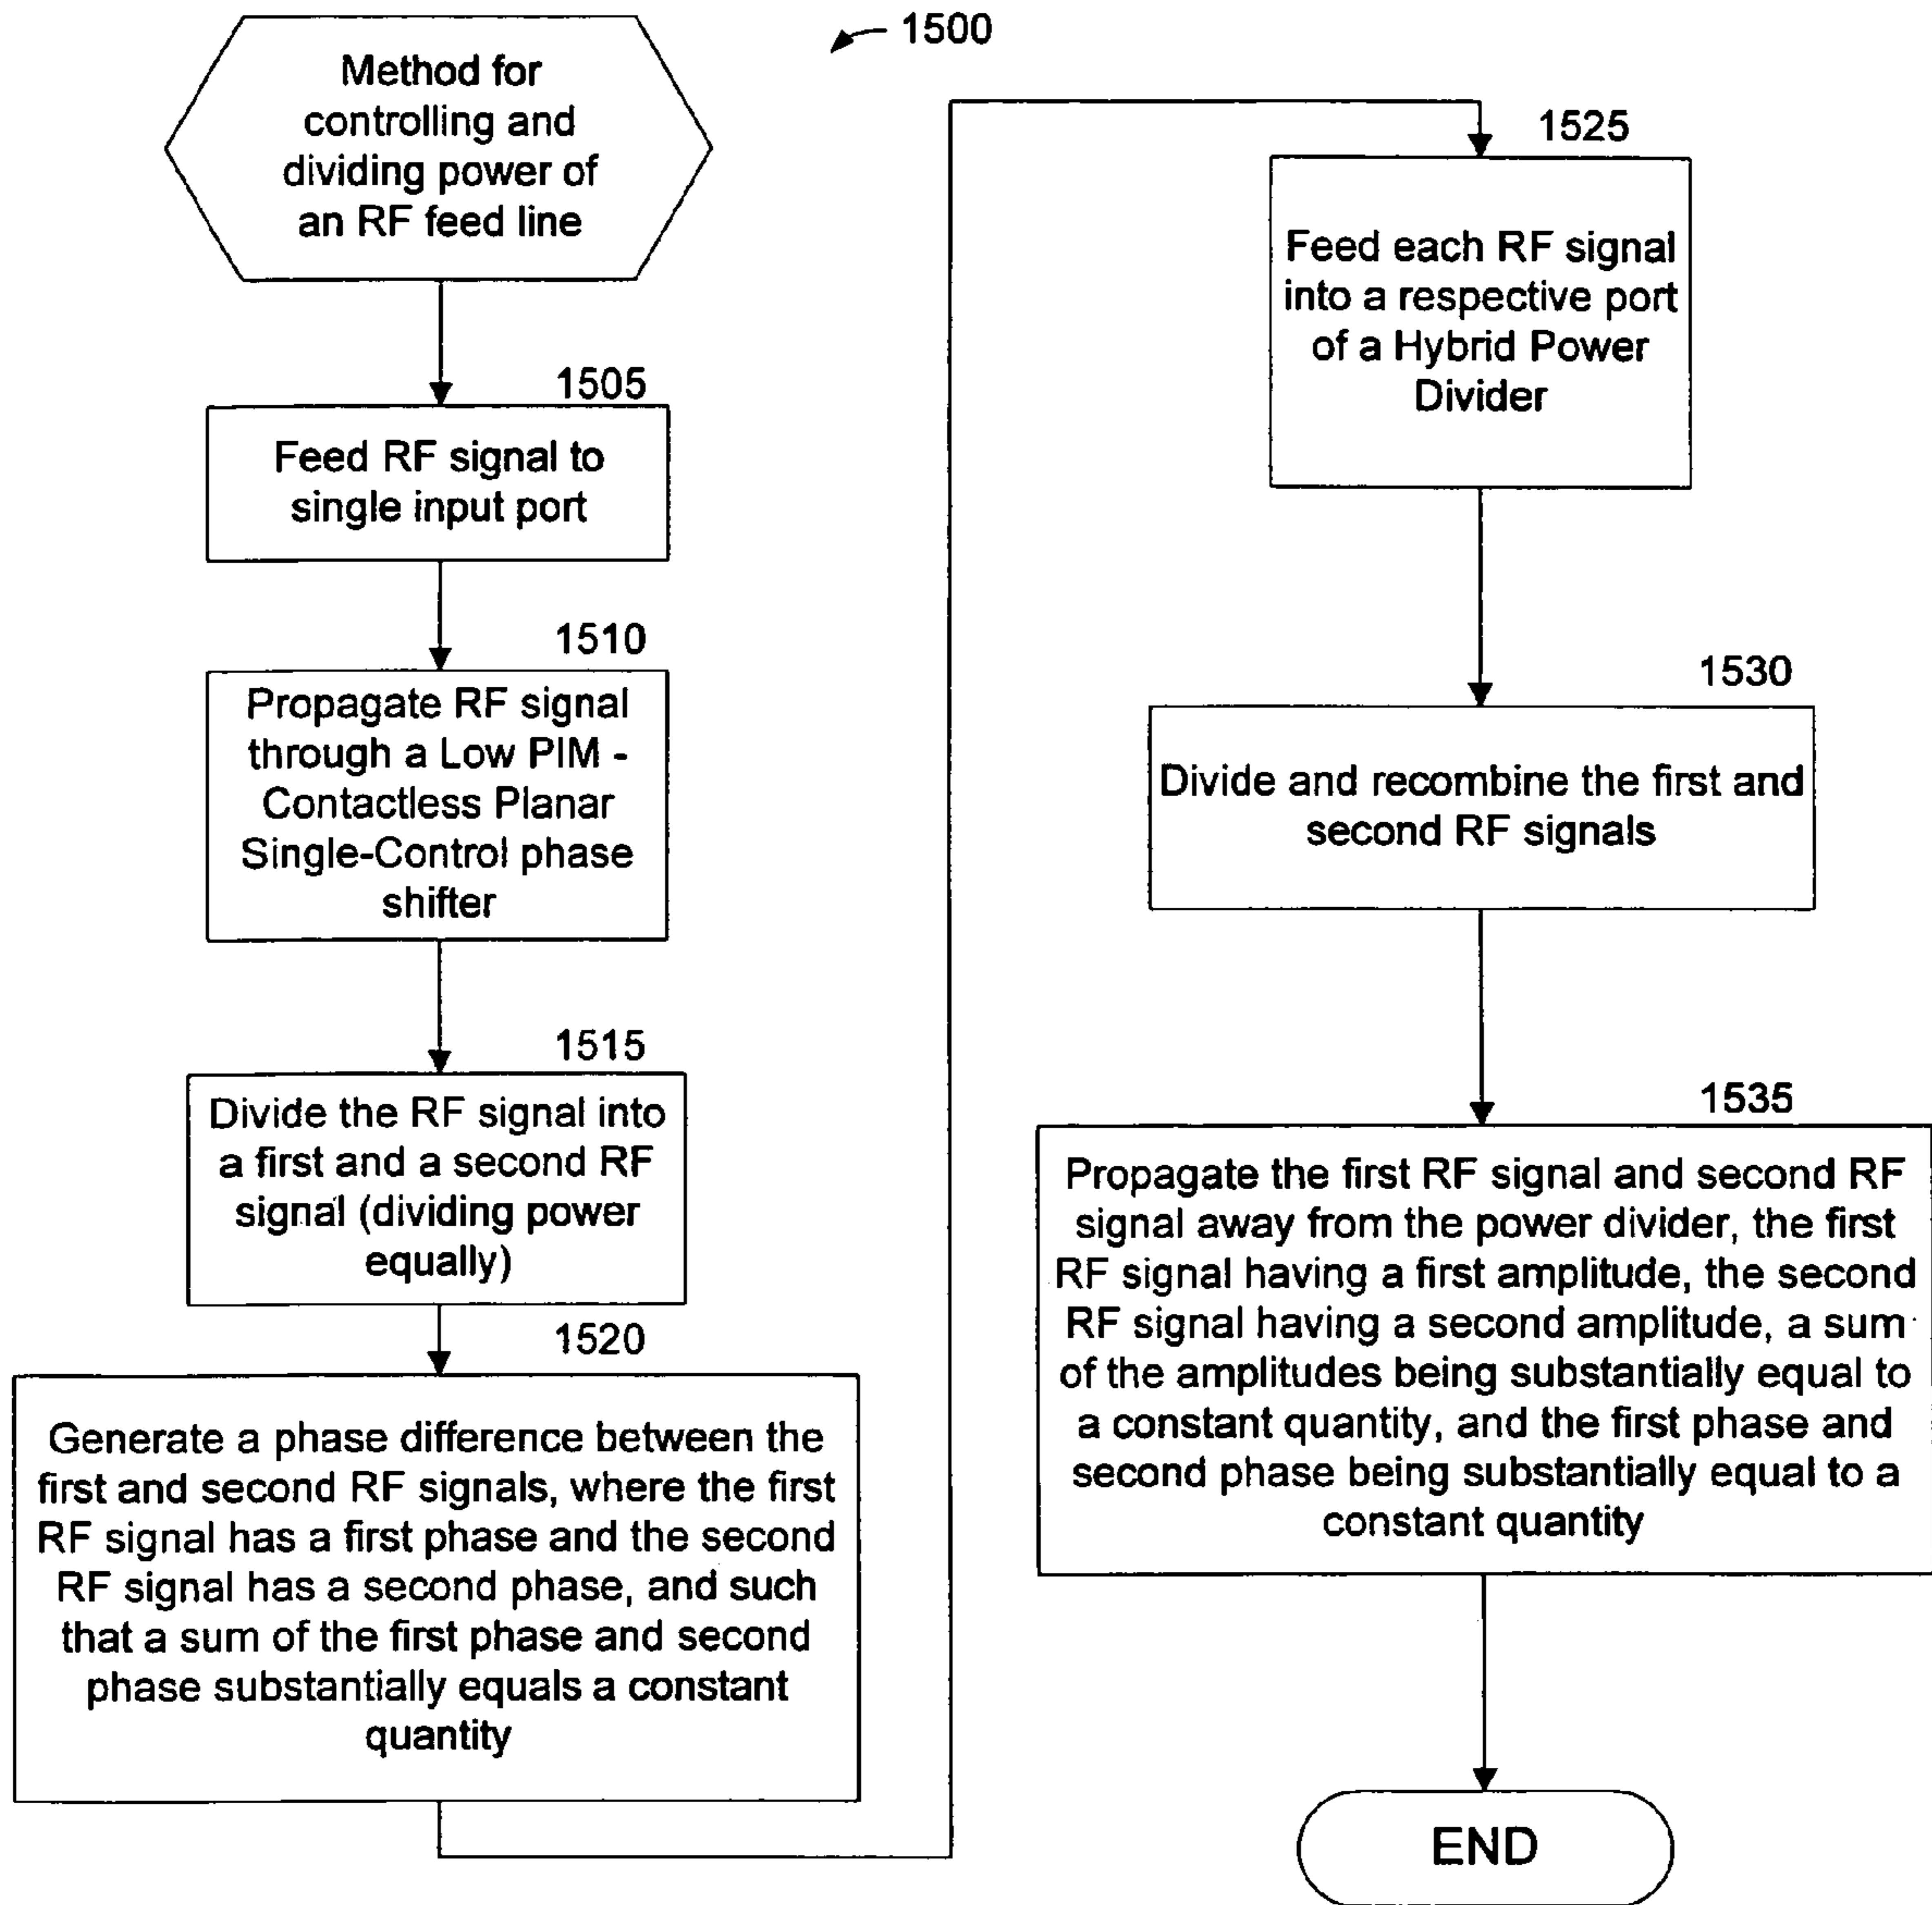 1500
Method for
controlling and
dividing power of
an RF feed line
1505
Feed RF signal to
single input port
1510
Propagate RF signal
through a Low PIM -
Contactless Planar
Single-Control phase
shifter
1515
Divide the RF signal into
a first and a second RF
signal (dividing power
equally)
1520
Generate a phase difference between the
first and second RF signals, where the first
RF signal has a first phase and the second
RF signal has a second phase, and such
that a sum of the first phase and second
phase substantially equals a constant
quantity
1525
Feed each RF signal
into a respective port
of a Hybrid Power
Divider
1530
Divide and recombine the first and
second RF signals
1535
Propagate the first RF signal and second RF
signal away from the power divider, the first
RF signal having a first amplitude, the second
RF signal having a second amplitude, a sum
of the amplitudes being substantially equal to
a constant quantity, and the first phase and
second phase being substantially equal to a
constant quantity
END